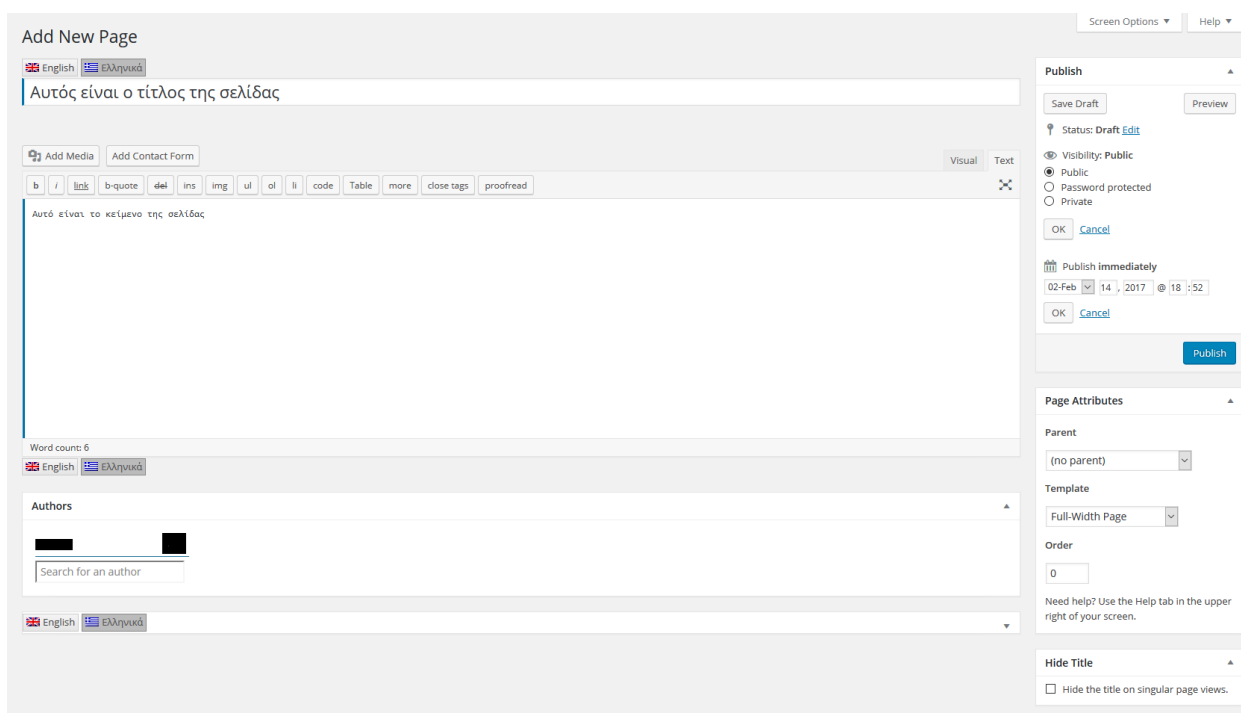 Screen Options Help
Add New Page
English Ελληνικά
Αυτός είναι ο τίτλος της σελίδας
Add Media Add Contact Form
Visual Text
b i link b-quote del ins img ul ol li code Table more close tags proofread
Αυτό είναι το κείμενο της σελίδας
Word count: 6
English Ελληνικά
Authors
Search for an author
English Ελληνικά
Publish
Save Draft Preview
Status: Draft Edit
Visibility: Public
Public
Password protected
Private
OK Cancel
Publish immediately
02-Feb 14 , 2017 @ 18 : 52
OK Cancel
Publish
Page Attributes
Parent
(no parent)
Template
Full-Width Page
Order
0
Need help? Use the Help tab in the upper
right of your screen.
Hide Title
Hide the title on singular page views.